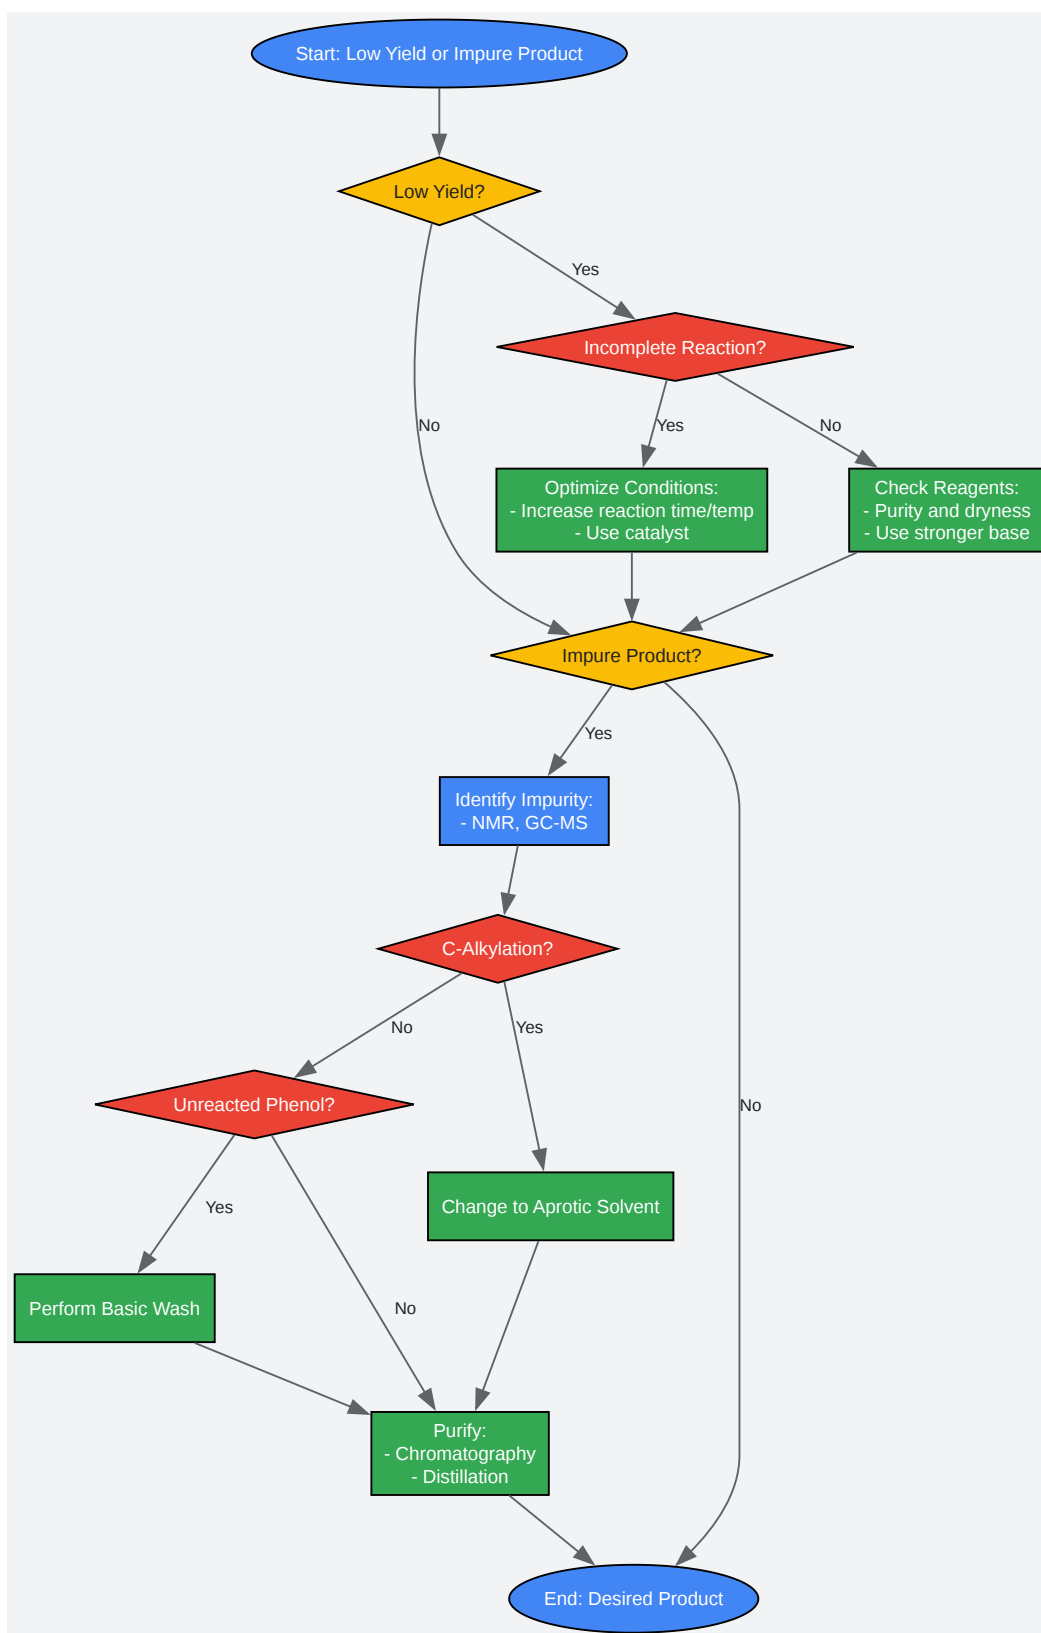 Start: Low Yield or Impure Product
Low Yield?
Yes
Incomplete Reaction?
No
Yes
No
Optimize Conditions:
- Increase reaction time/temp
- Use catalyst
Check Reagents:
- Purity and dryness
- Use stronger base
Impure Product?
Yes
Identify Impurity:
- NMR, GC-MS
C-Alkylation?
No
Yes
Unreacted Phenol?
No
Yes
Change to Aprotic Solvent
Perform Basic Wash
No
Purify:
- Chromatography
- Distillation
End: Desired Product